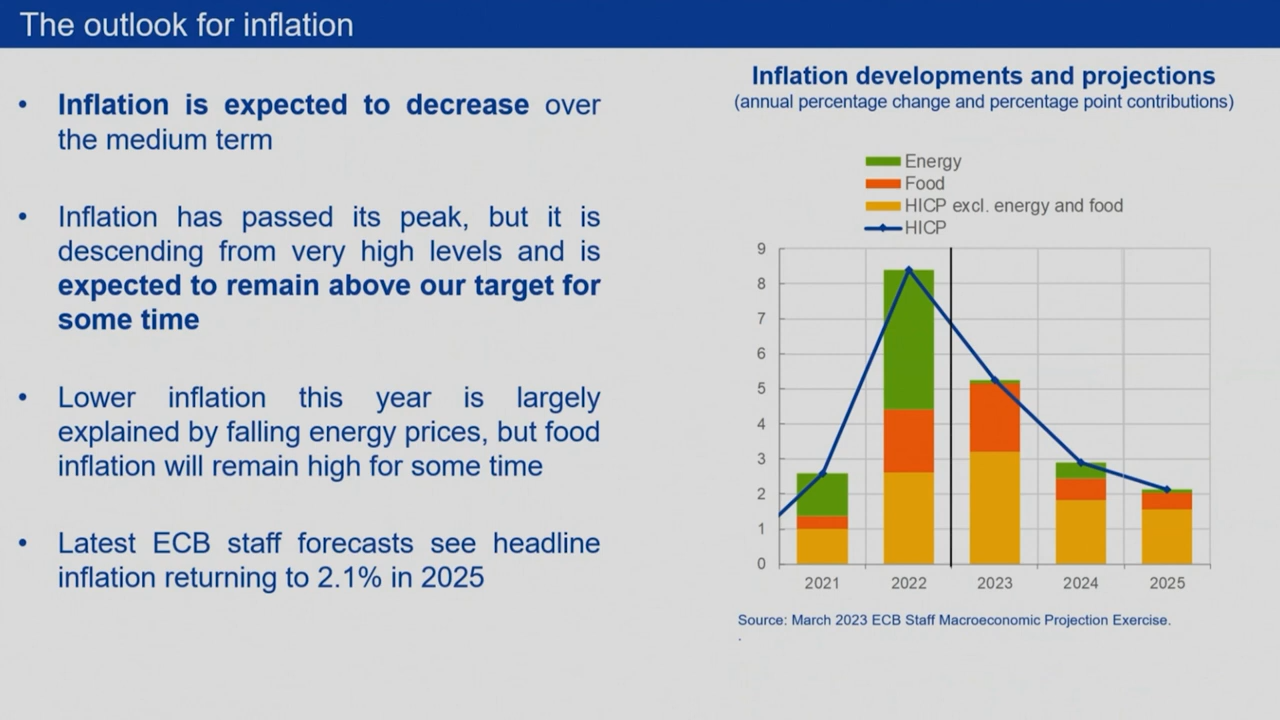 The outlook for inflation
• Inflation is expected to decrease over
the medium term
• Inflation has passed its peak, but it is
descending from very high levels and is
expected to remain above our target for
some time
• Lower inflation this year is largely
explained by falling energy prices, but food
inflation will remain high for some time
• Latest ECB staff forecasts see headline
inflation returning to 2.1% in 2025
Inflation developments and projections
(annual percentage change and percentage point contributions)
Energy
Food
HICP excl. energy and food
HICP
9
8
7
6
5
4
3
2
1
0
2021 2022 2023 2024 2025
Source: March 2023 ECB Staff Macroeconomic Projection Exercise.
.